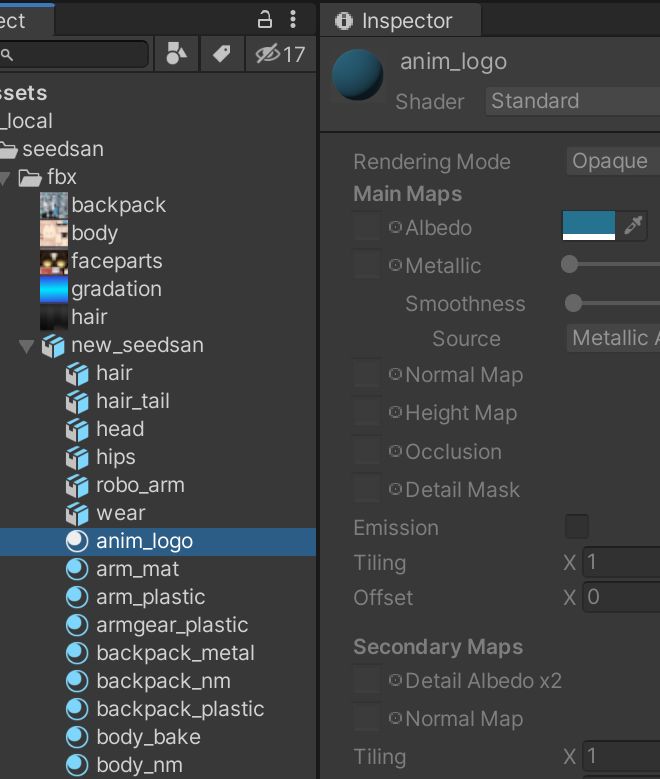 ect
17
ssets
_local
seedsan
fbx
backpack
body
faceparts
gradation
hair
new_seedsan
hair
hair_tail
head
hips
robo_arm
wear
anim_logo
arm_mat
arm_plastic
armgear_plastic
backpack_metal
backpack_nm
backpack_plastic
body_bake
body_nm
Inspector
anim_logo
Shader Standard
Rendering Mode Opaque
Main Maps
Albedo
Metallic
Smoothness
Source Metallic A
Normal Map
Height Map
Occlusion
Detail Mask
Emission
Tiling X 1
Offset X 0
Secondary Maps
Detail Albedo x2
Normal Map
Tiling X 1